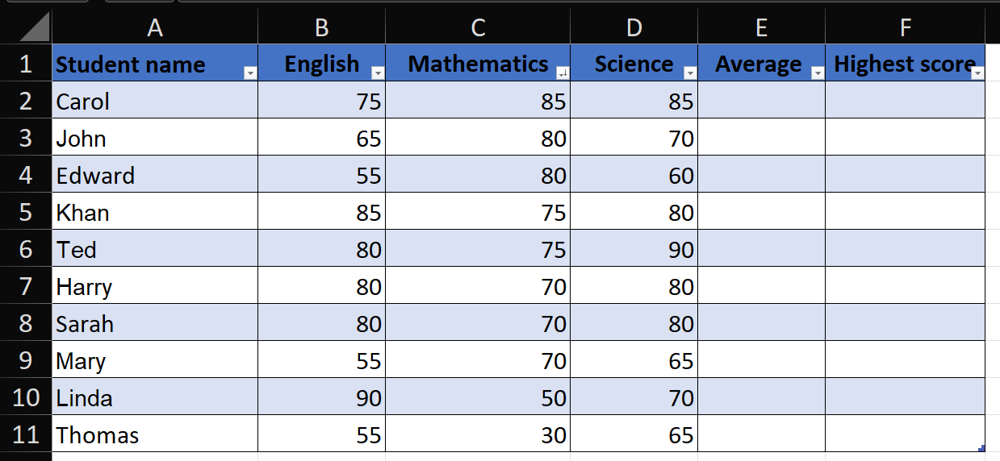 A B C D E F
1 Student name English Mathematics Science Average Highest score
2 Carol 75 85 85
3 John 65 80 70
4 Edward 55 80 60
5 Khan 85 75 80
6 Ted 80 75 90
7 Harry 80 70 80
8 Sarah 80 70 80
9 Mary 55 70 65
10 Linda 90 50 70
11 Thomas 55 30 65